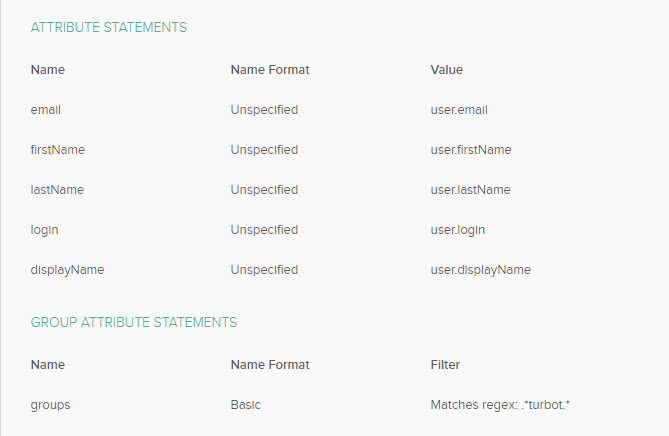 ATTRIBUTE STATEMENTS
Name Name Format Value
email Unspecified user.email
firstName Unspecified user.firstName
lastName Unspecified user.lastName
login Unspecified user.login
displayName Unspecified user.displayName
GROUP ATTRIBUTE STATEMENTS
Name Name Format Filter
groups Basic Matches regex: .*turbot.*